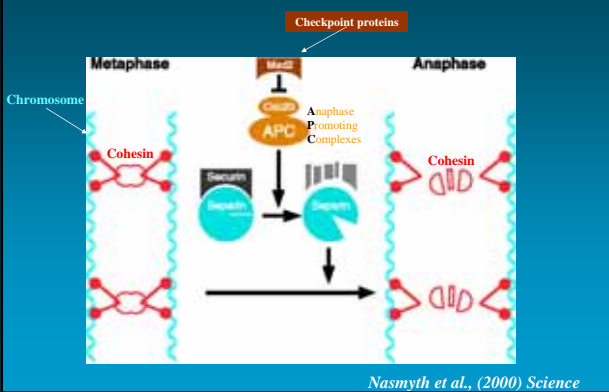 Checkpoint proteins
Metaphase
Mad2
Anaphase
Chromosome
Cdc20
APC
Anaphase
Promoting
Complexes
Cohesin
Cohesin
Securin
Separin
Separin
Nasmyth et al., (2000) Science